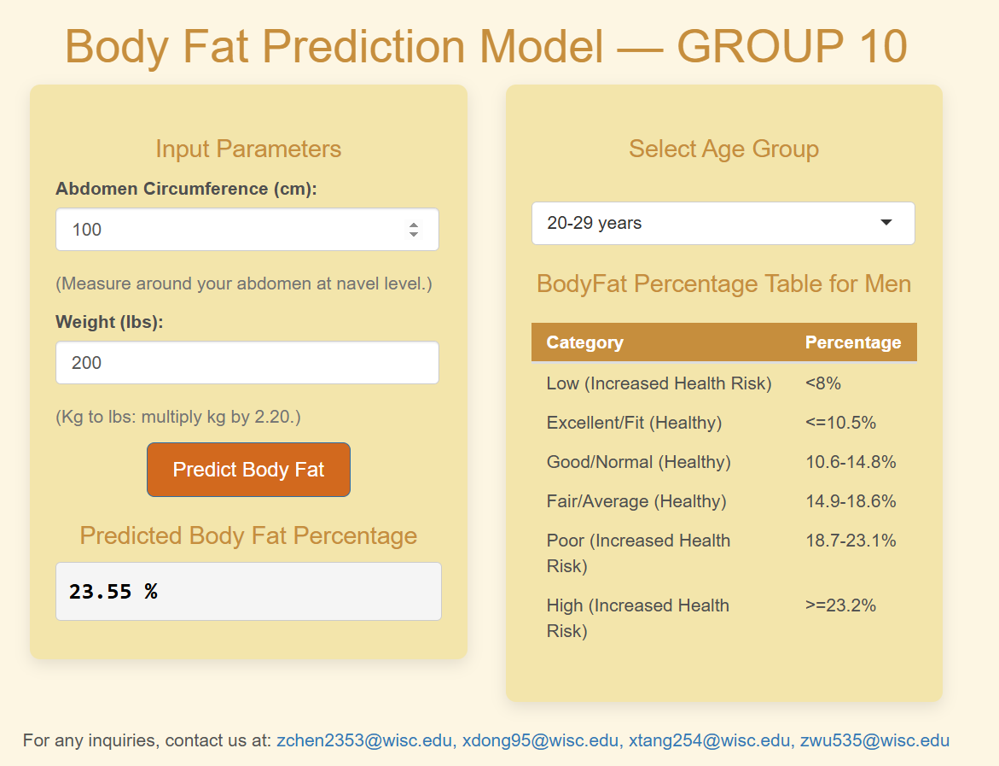 Body Fat Prediction Model — GROUP 10
Input Parameters
Abdomen Circumference (cm):
100
(Measure around your abdomen at navel level.)
Weight (lbs):
200
(Kg to lbs: multiply kg by 2.20.)
Predict Body Fat
Predicted Body Fat Percentage
23.55 %
Select Age Group
20-29 years
BodyFat Percentage Table for Men
Category Percentage
Low (Increased Health Risk) <8%
Excellent/Fit (Healthy) <=10.5%
Good/Normal (Healthy) 10.6-14.8%
Fair/Average (Healthy) 14.9-18.6%
Poor (Increased Health 18.7-23.1%
Risk)
High (Increased Health >=23.2%
Risk)
For any inquiries, contact us at: zchen2353@wisc.edu, xdong95@wisc.edu, xtang254@wisc.edu, zwu535@wisc.edu